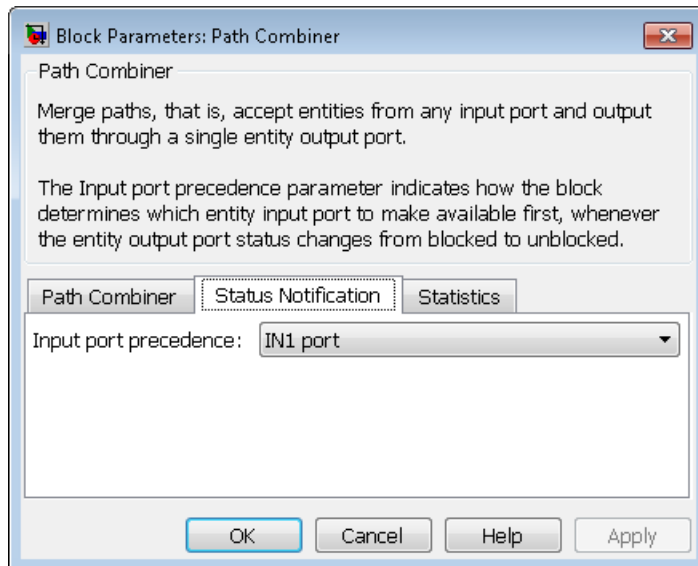 Block Parameters: Path Combiner
Path Combiner
Merge paths, that is, accept entities from any input port and output
them through a single entity output port.
The Input port precedence parameter indicates how the block
determines which entity input port to make available first, whenever
the entity output port status changes from blocked to unblocked.
Path Combiner Status Notification Statistics
Input port precedence: IN1 port
OK Cancel Help Apply